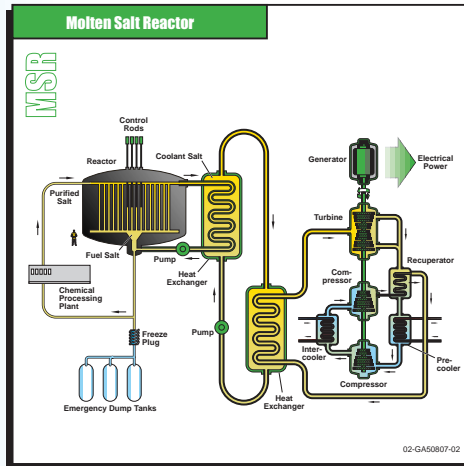 Molten Salt Reactor
MSR
Control
Rods
Reactor
Coolant Salt
Purified
Salt
Fuel Salt
Pump
Heat
Exchanger
Chemical
Processing
Plant
Freeze
Plug
Emergency Dump Tanks
Pump
Heat
Exchanger
Generator
Electrical
Power
Turbine
Recuperator
Com-
pressor
Inter-
cooler
Pre-
cooler
Compressor
02-GA50807-02